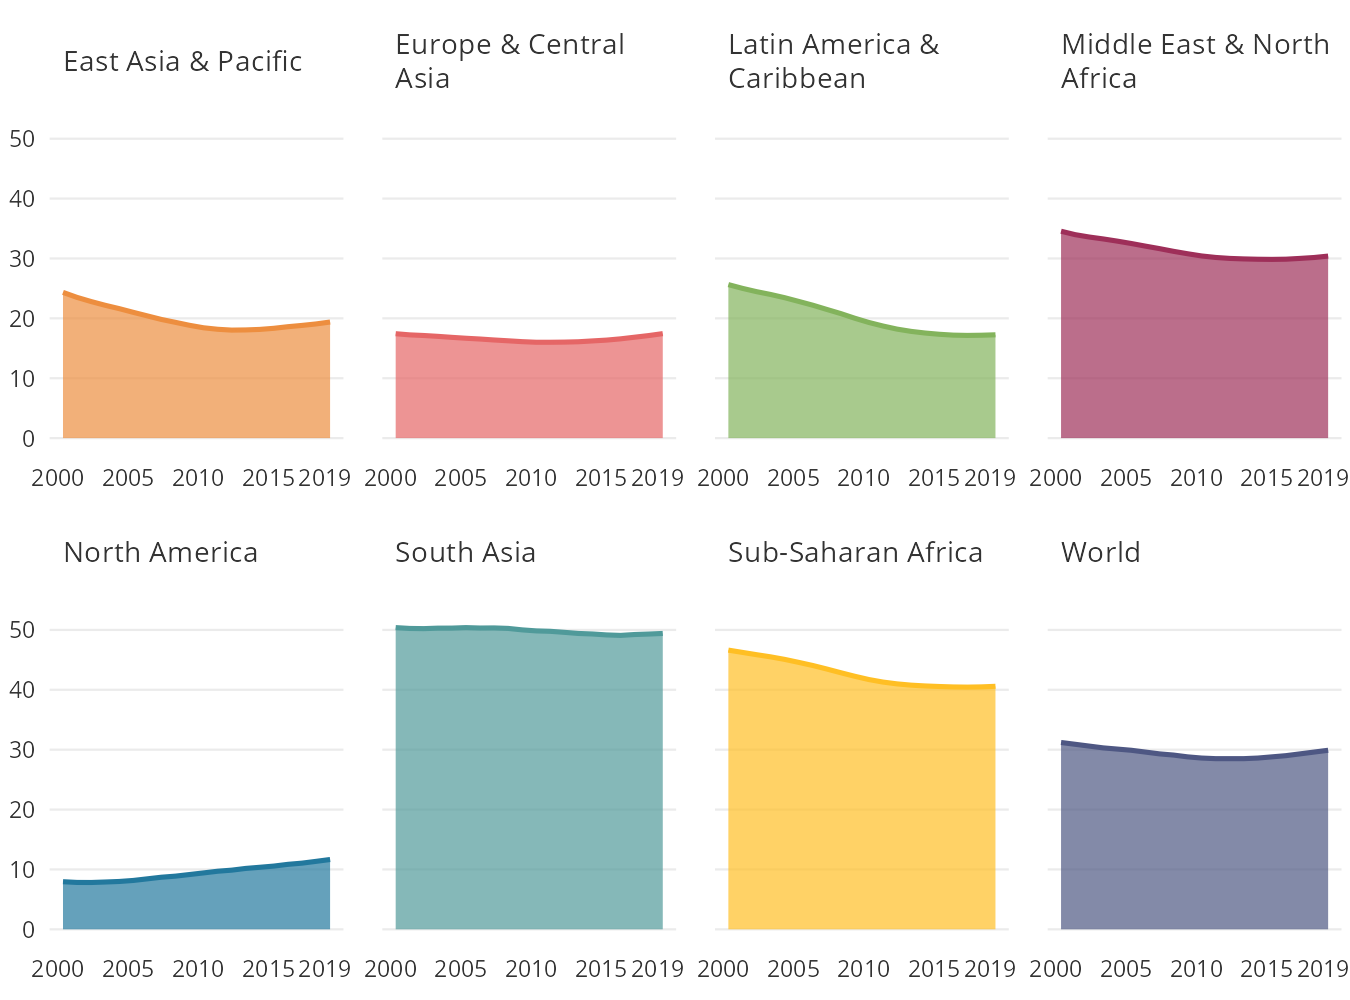 East Asia & Pacific
Europe & Central
Asia
Latin America &
Caribbean
Middle East & North
Africa
50
40
30
20
10
0
2000 2005 2010 2015 2019
2000 2005 2010 2015 2019
2000 2005 2010 2015 2019
2000 2005 2010 2015 2019
North America
South Asia
Sub-Saharan Africa
World
50
40
30
20
10
0
2000 2005 2010 2015 2019
2000 2005 2010 2015 2019
2000 2005 2010 2015 2019
2000 2005 2010 2015 2019